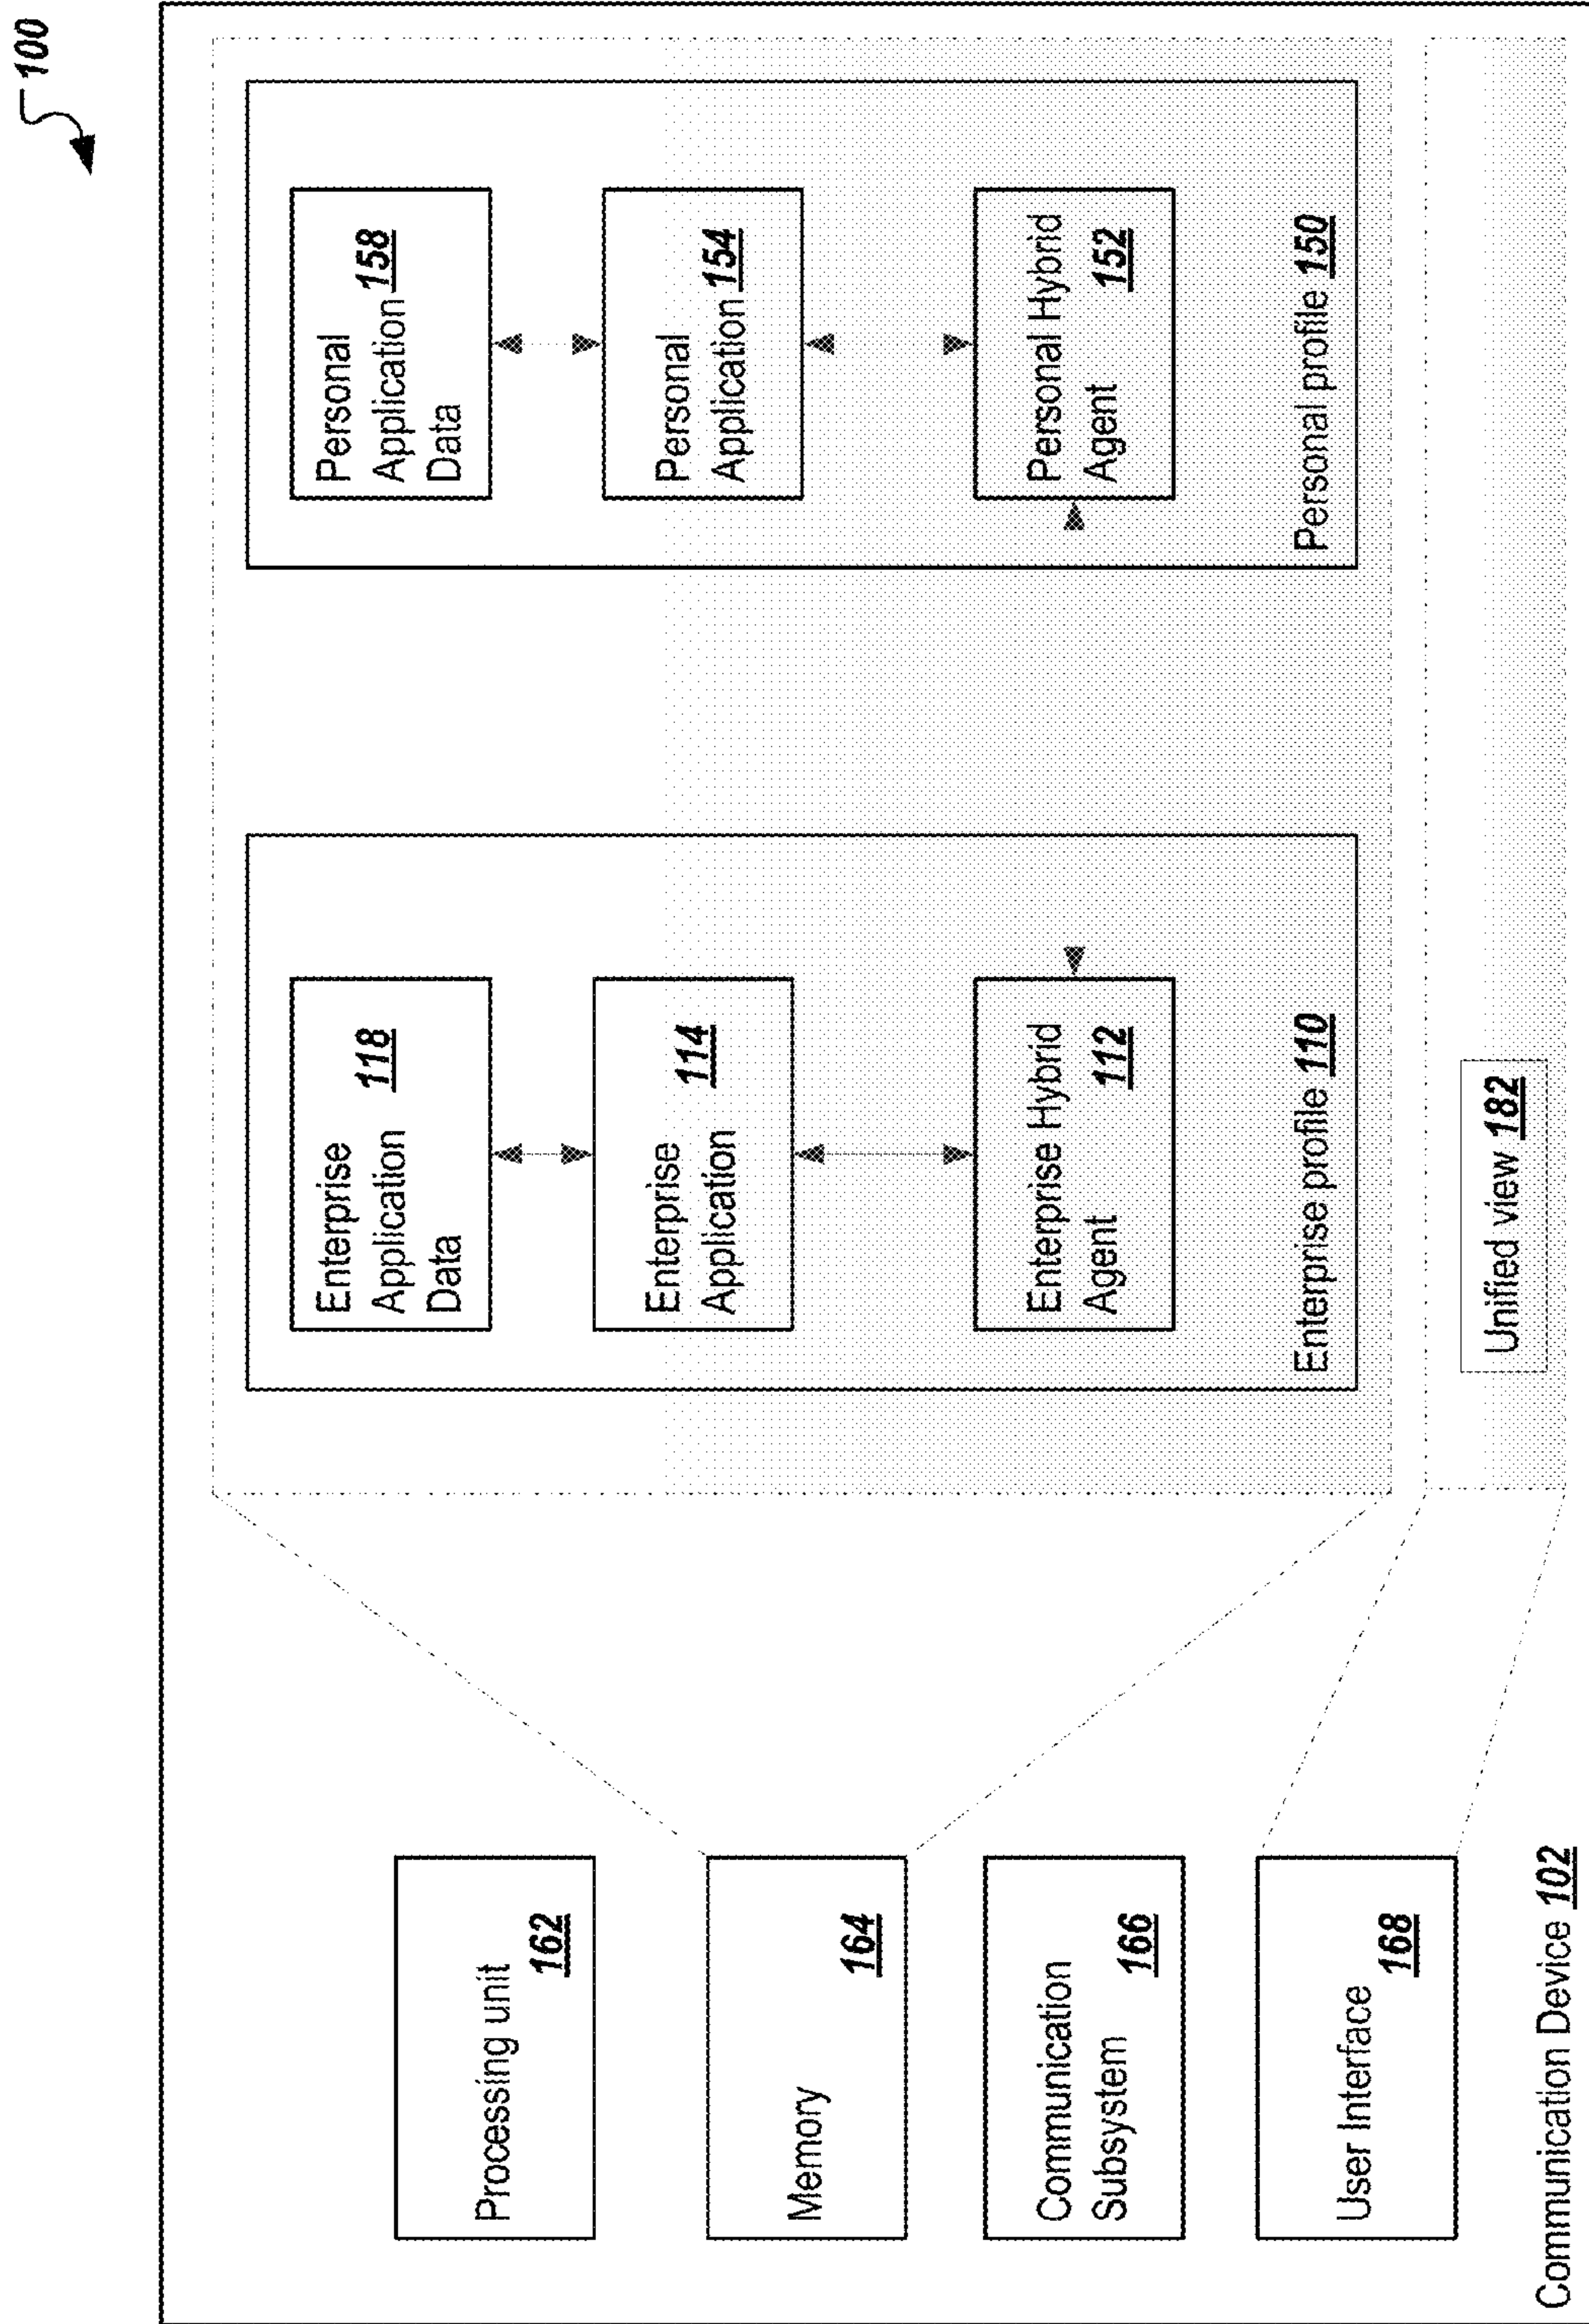 100
Processing unit
162
Memory
164
Communication
Subsystem 166
User Interface
168
Communication Device 102
Enterprise
Application 118
Data
Enterprise
Application 114
Enterprise Hybrid
Agent 112
Enterprise profile 110
Personal
Application 158
Data
Personal
Application 154
Personal Hybrid
Agent 152
Personal profile 150
Unified view 182